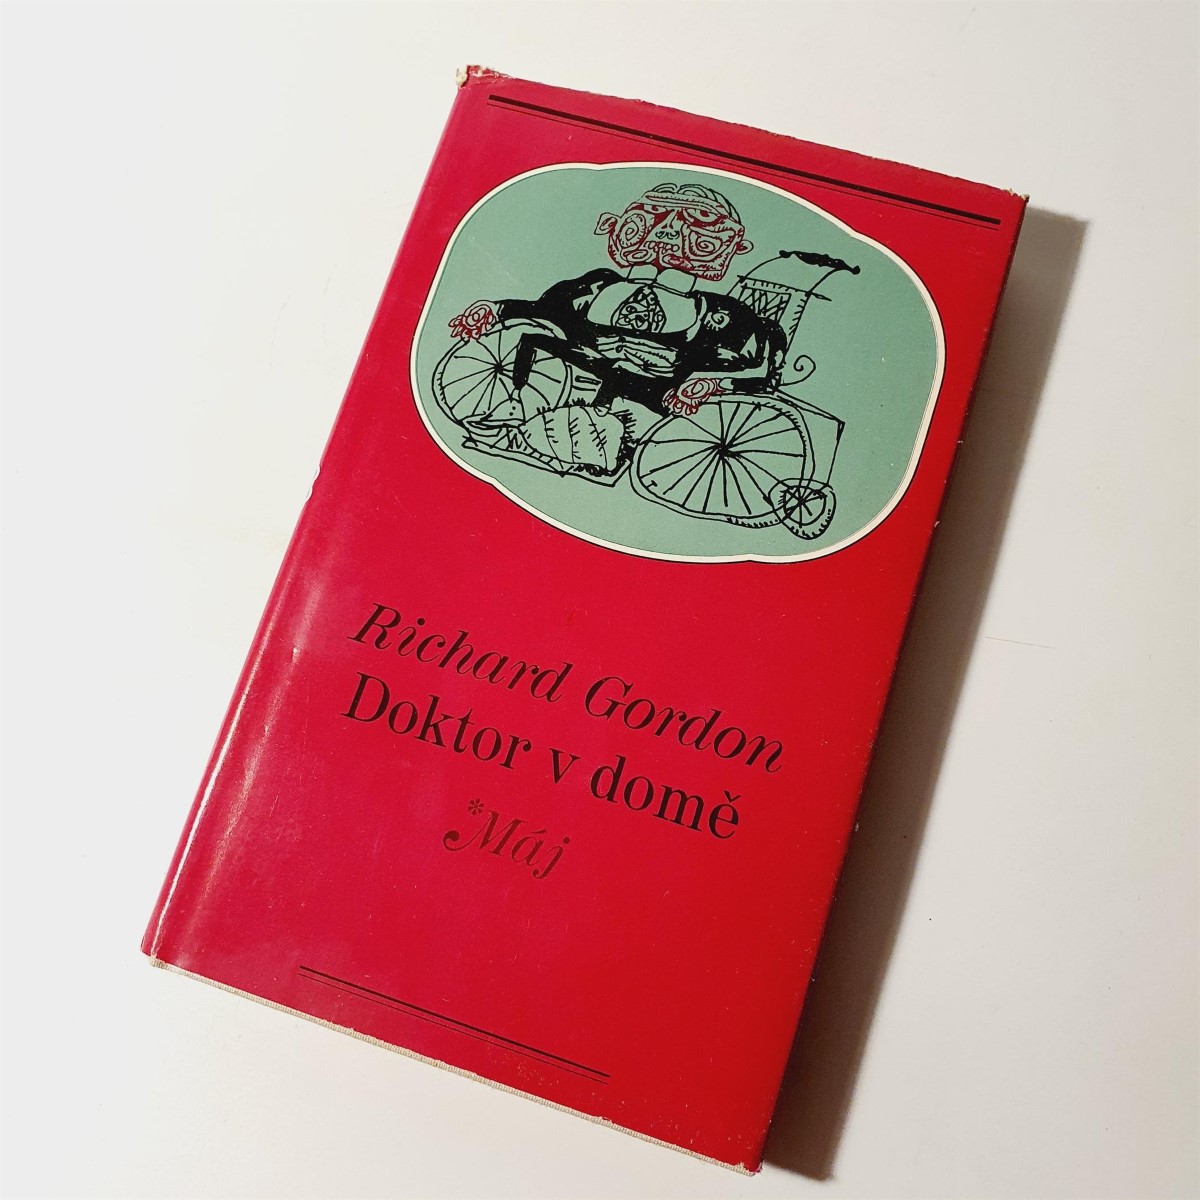 Richard Gordon
Doktor v domě
*Máj